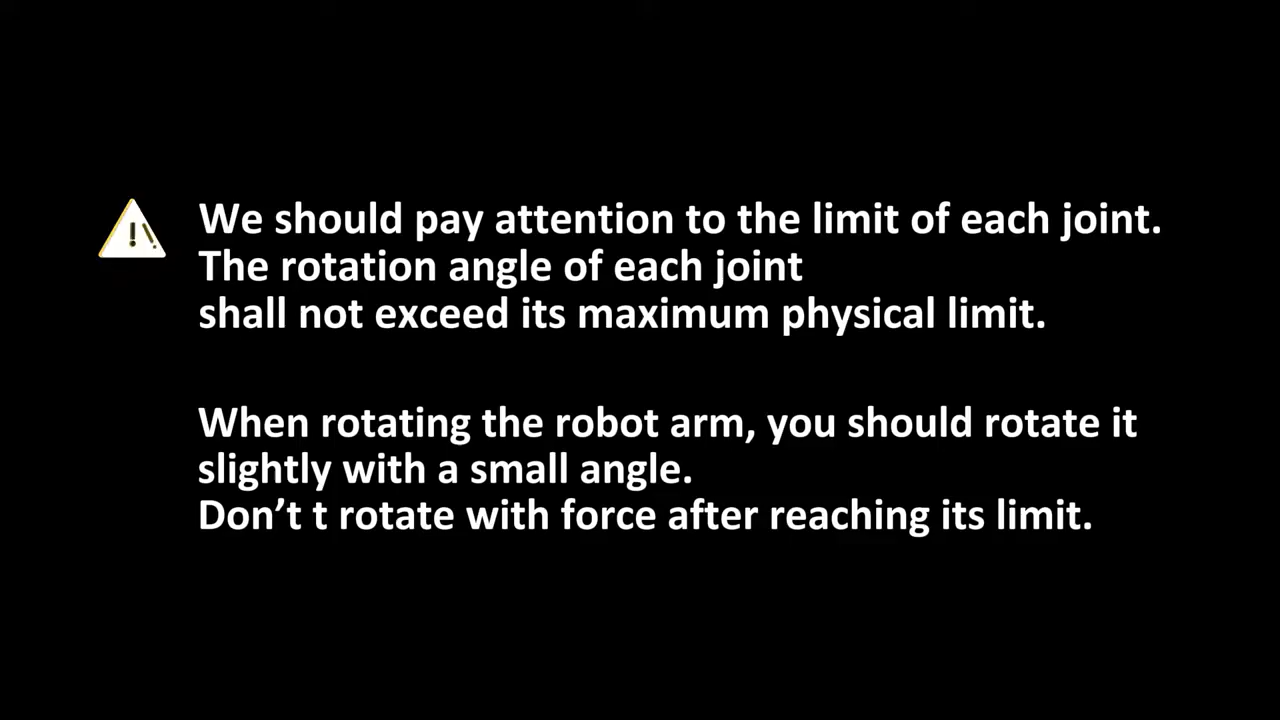 We should pay attention to the limit of each joint.
The rotation angle of each joint
shall not exceed its maximum physical limit.
When rotating the robot arm, you should rotate it
slightly with a small angle.
Don’t t rotate with force after reaching its limit.